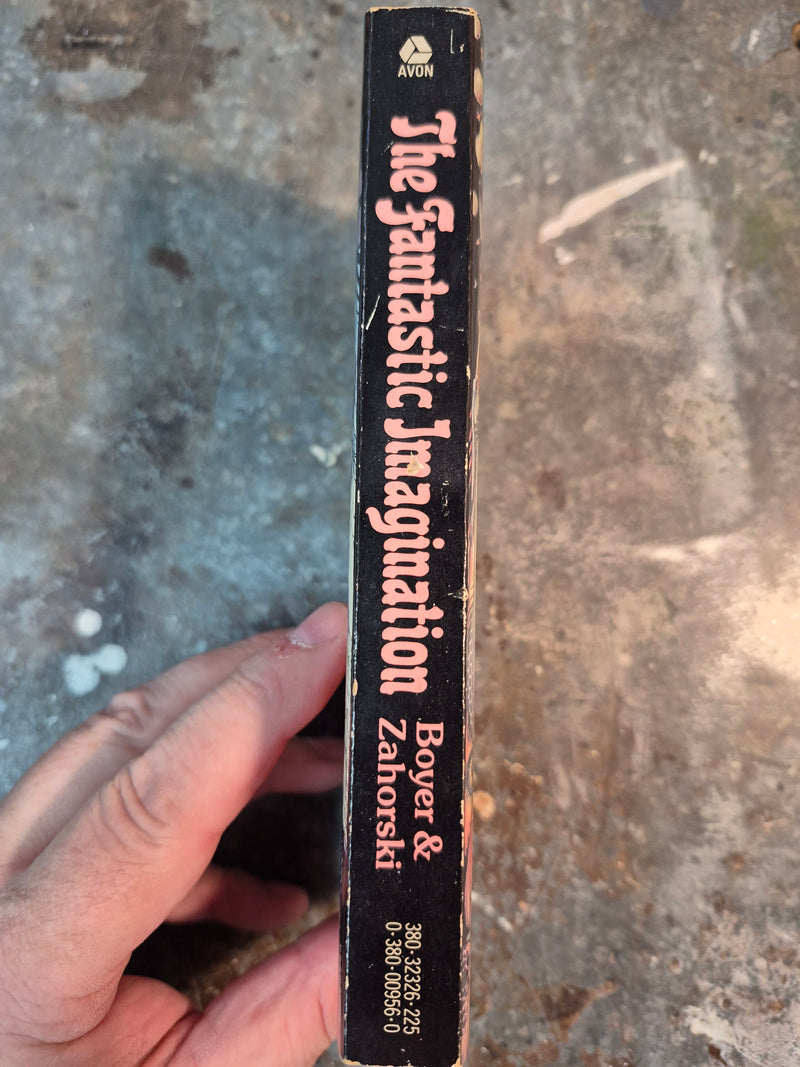 AVON
The Fantastic Imagination
Boyer &
Zahorski
380·32326·225
0·380·00956·0